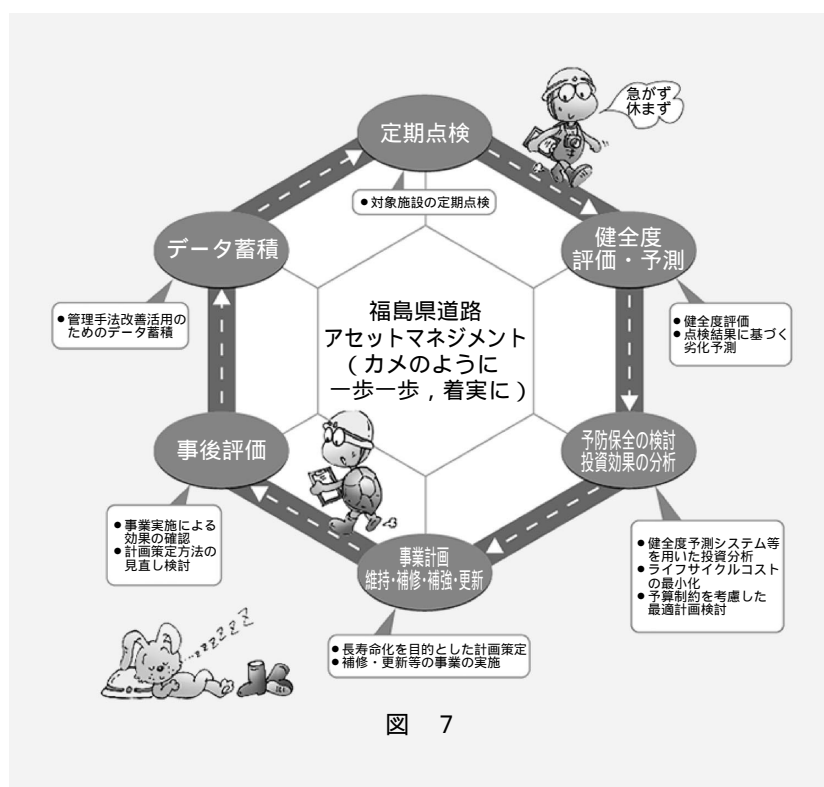 急がず
休まず
定期点検
●対象施設の定期点検
健全度
評価・予測
●健全度評価
●点検結果に基づく
劣化予測
データ蓄積
●管理手法改善活用の
ためのデータ蓄積
福島県道路
アセットマネジメント
(カメのように
一歩一歩,着実に)
予防保全の検討
投資効果の分析
●健全度予測システム等
を用いた投資分析
●ライフサイクルコスト
の最小化
●予算制約を考慮した
最適計画検討
事後評価
●事業実施による
効果の確認
●計画策定方法の
見直し検討
事業計画
維持・補修・補強・更新
●長寿命化を目的とした計画策定
●補修・更新等の事業の実施
zzzzzZZ
図 7